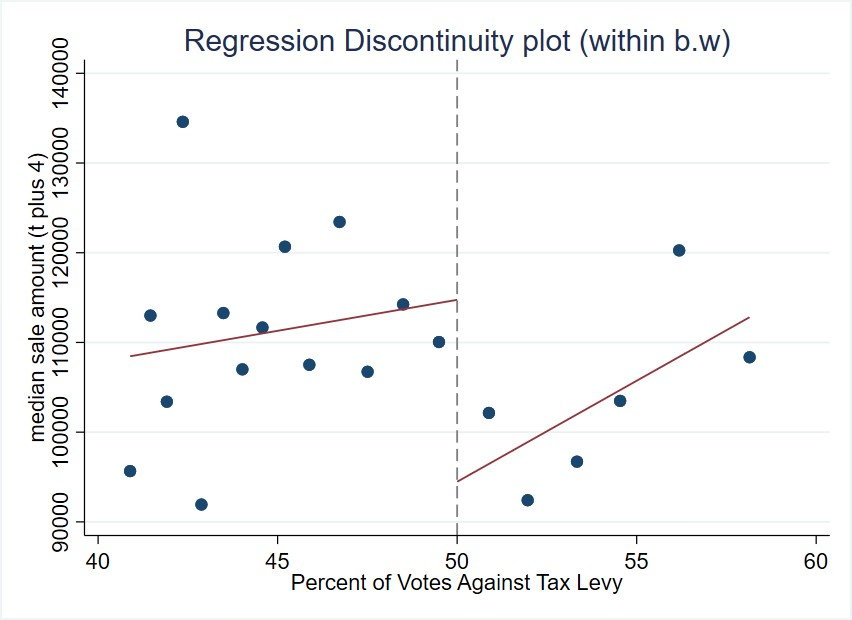 Regression Discontinuity plot (within b.w)
median sale amount (t plus 4)
140000
130000
120000
110000
100000
90000
40 45 50 55 60
Percent of Votes Against Tax Levy